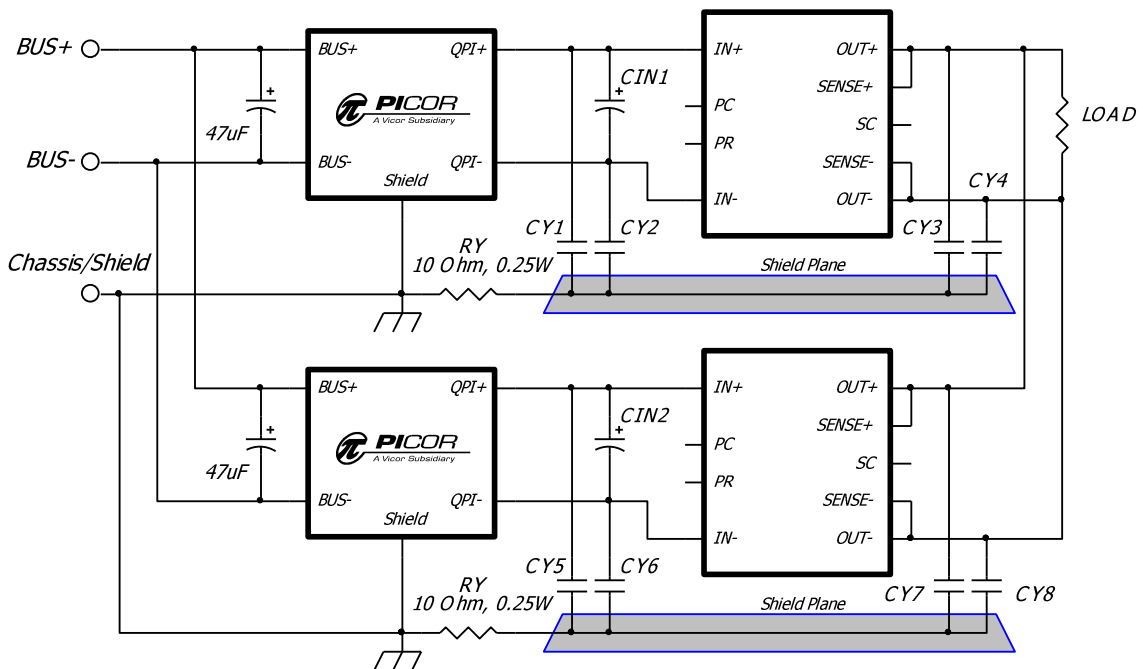 BUS+
BUS-
Chassis/Shield
47uF
BUS+
QPI+
PICOR
A Vicor Subsidiary
BUS-
QPI-
Shield
CIN1
CY1
CY2
RY
10 Ohm, 0.25W
IN+
OUT+
SENSE+
PC
SC
PR
SENSE-
IN-
OUT-
CY3
CY4
LOAD
Shield Plane
47uF
BUS+
QPI+
PICOR
A Vicor Subsidiary
BUS-
QPI-
Shield
CIN2
CY5
CY6
RY
10 Ohm, 0.25W
IN+
OUT+
SENSE+
PC
SC
PR
SENSE-
IN-
OUT-
CY7
CY8
Shield Plane